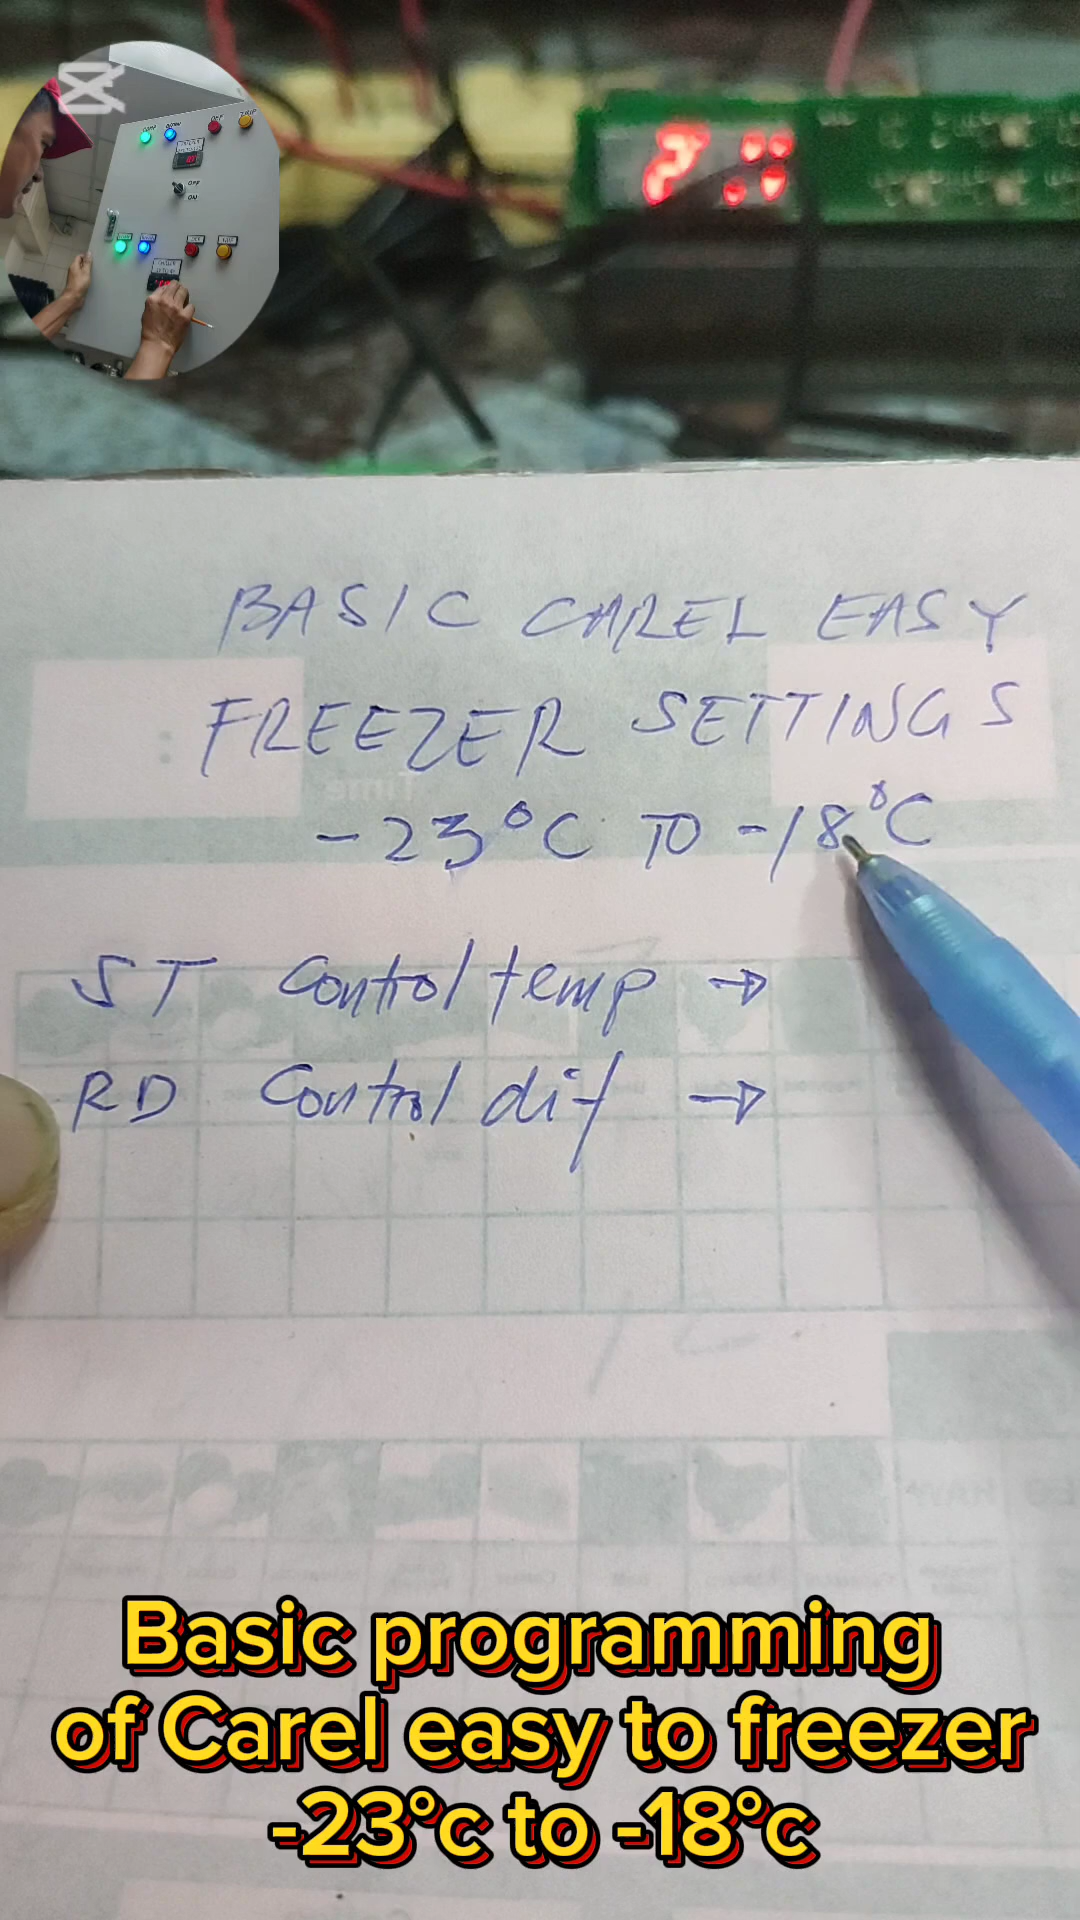 BASIC CAREL EASY
FREEZER SETTINGS
-23°C TO -18°C
ST Control temp →
RD Control dif →
Basic programming
of Carel easy to freezer
-23°c to -18°c